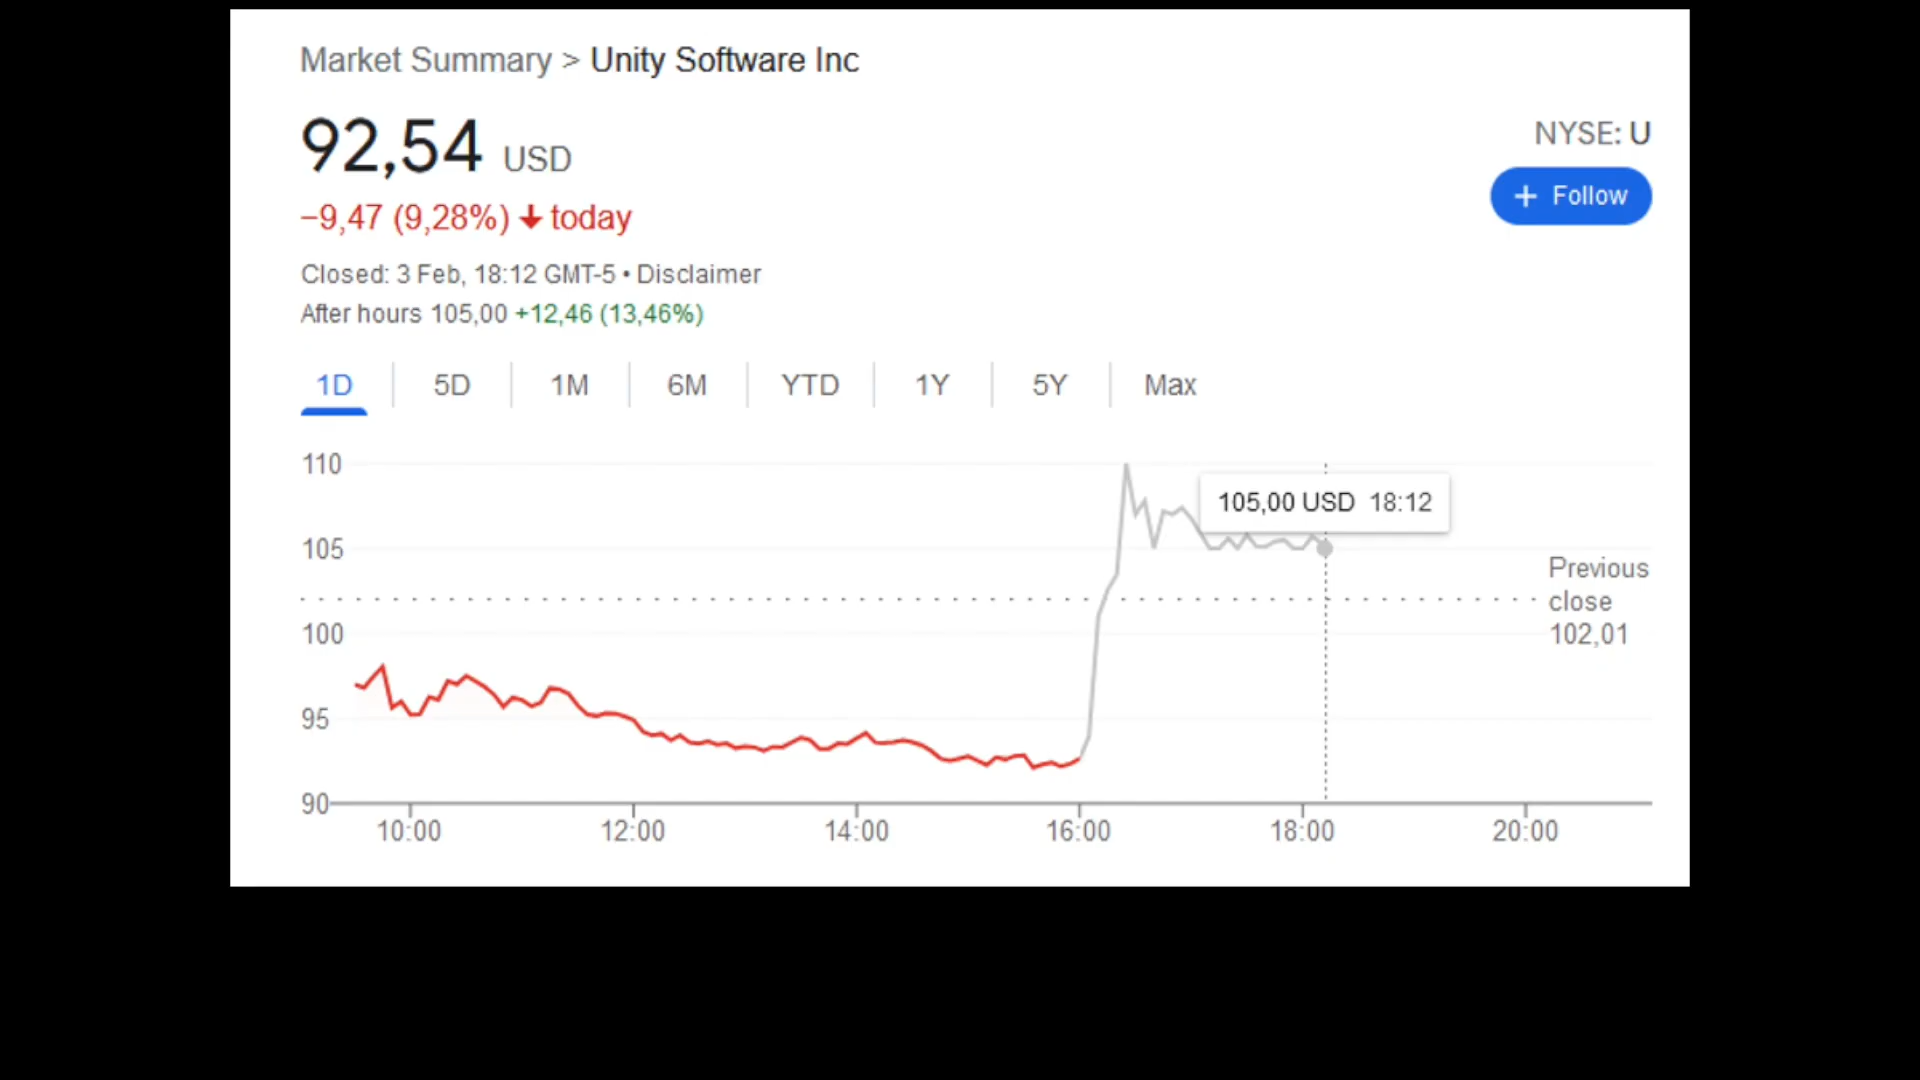 Market Summary > Unity Software Inc
92,54 USD
NYSE: U
−9,47 (9,28%) ↓ today
+ Follow
Closed: 3 Feb, 18:12 GMT-5 • Disclaimer
After hours 105,00 +12,46 (13,46%)
1D 5D 1M 6M YTD 1Y 5Y Max
110
105,00 USD 18:12
105
Previous
close
102,01
100
95
90
10:00 12:00 14:00 16:00 18:00 20:00